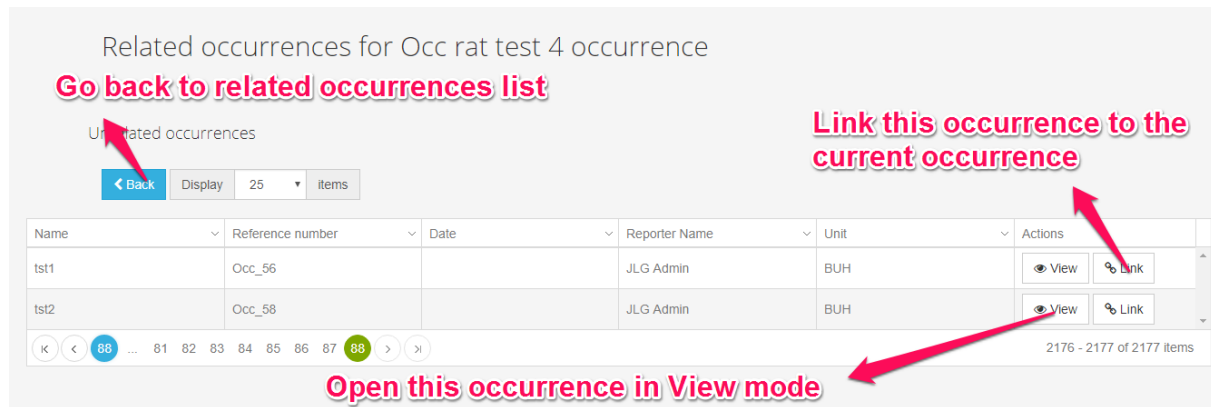 Related occurrences for Occ rat test 4 occurrence
Go back to related occurrences list
Unrelated occurrences
Link this occurrence to the
current occurrence
Back Display 25 items
Name Reference number Date Reporter Name Unit Actions
tst1 Occ_56 JLG Admin BUH View Link
tst2 Occ_58 JLG Admin BUH View Link
88 ... 81 82 83 84 85 86 87 88 2176 - 2177 of 2177 items
Open this occurrence in View mode